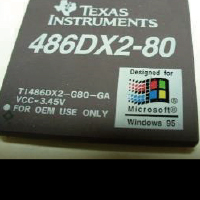 TEXAS
INSTRUMENTS
486DX2-80
TI486DX2-G80-GA
VCC=3.45V
FOR OEM USE ONLY
Designed for
Microsoft
Windows 95